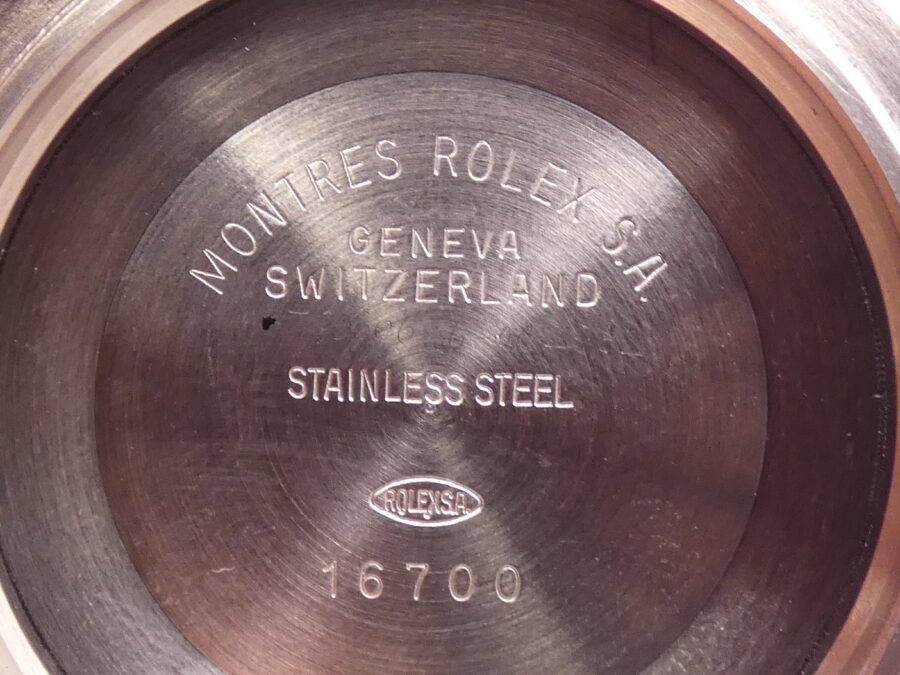 MONTRES ROLEX S.A.
GENEVA
SWITZERLAND
STAINLESS STEEL
ROLEX S.A.
16700